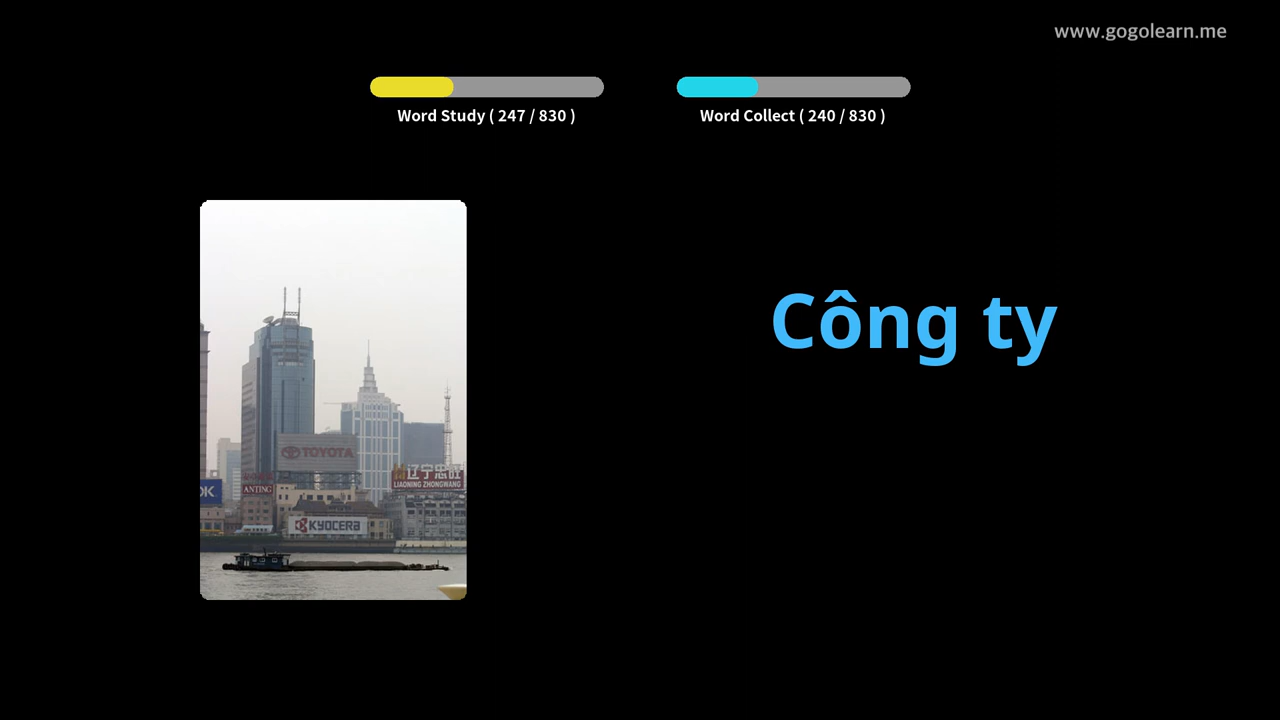 www.gogolearn.me
Word Study ( 247 / 830 )
Word Collect ( 240 / 830 )
Công ty
TOYOTA
辽宁忠旺
LIAONING ZHONGWANG
ANTING
OK
KYOCERA